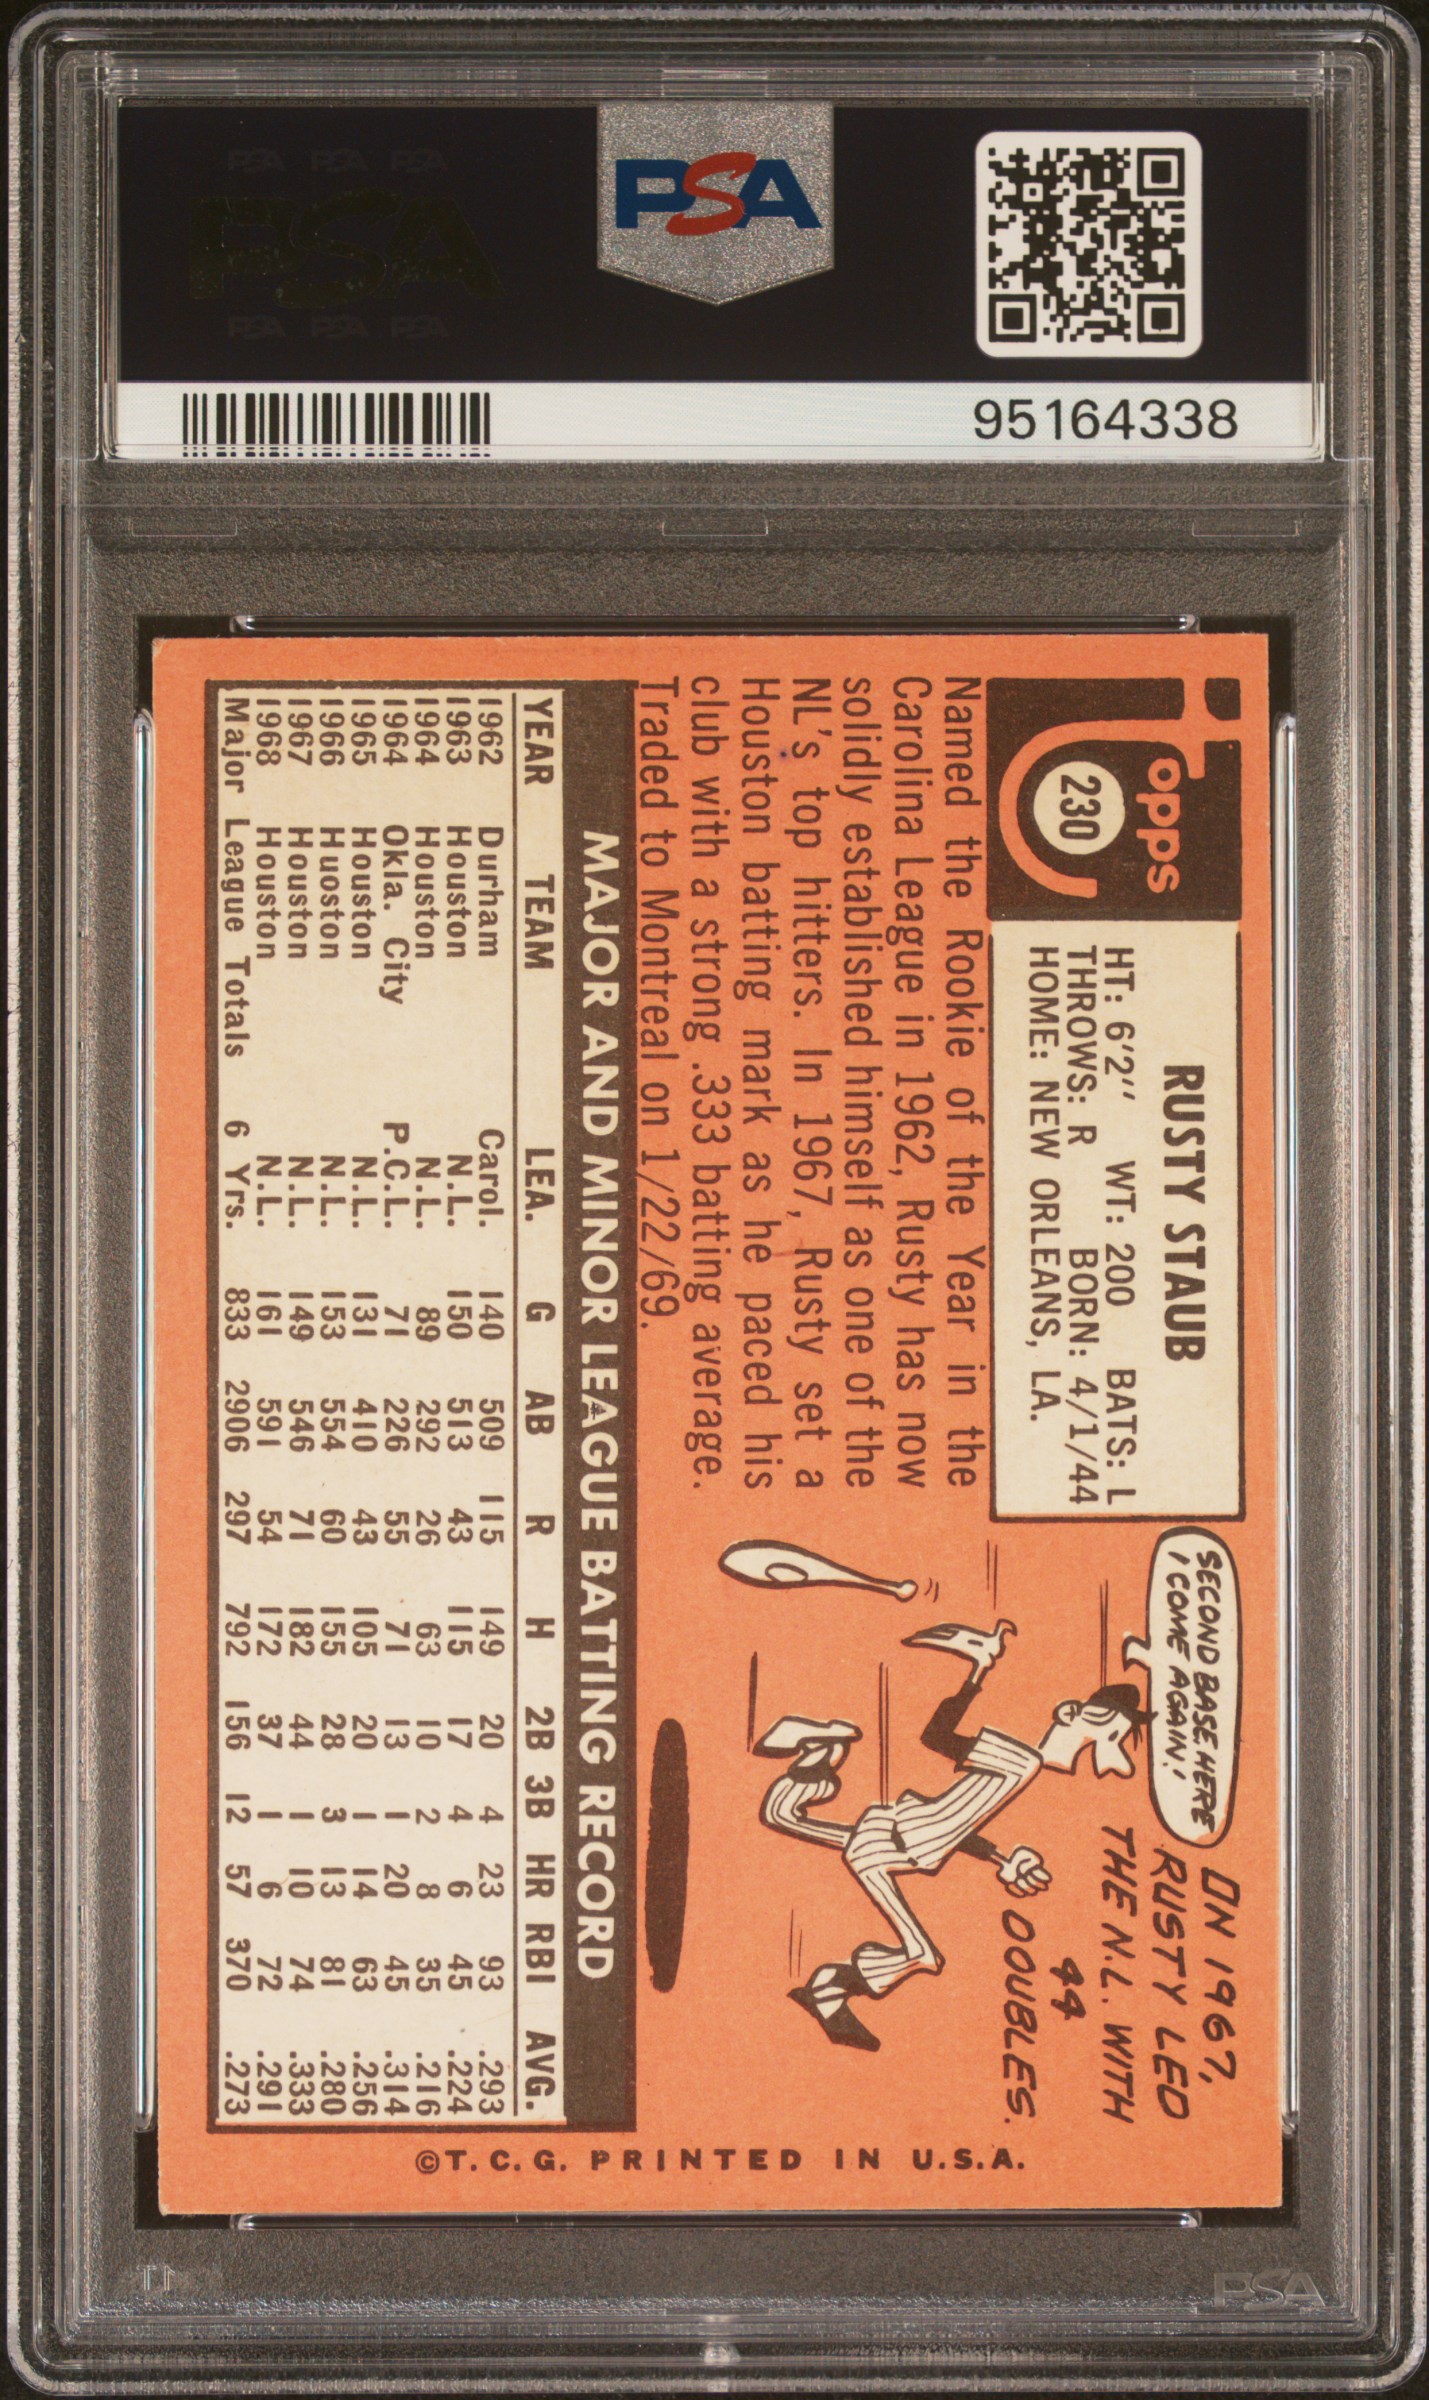 PSA PSA PSA
PSA
PSA PSA PSA
PSA
95164338
Topps
230
RUSTY STAUB
HT: 6'2'' WT: 200 BATS: L
THROWS: R BORN: 4/1/44
HOME: NEW ORLEANS, LA.
Named the Rookie of the Year in the
Carolina League in 1962, Rusty has now
solidly established himself as one of the
NL's top hitters. In 1967, Rusty set a
Houston batting mark as he paced his
club with a strong .333 batting average.
Traded to Montreal on 1/22/69.
SECOND BASE, HERE
I COME AGAIN!
ON 1967,
RUSTY LED
THE N.L. WITH
44
DOUBLES.
MAJOR AND MINOR LEAGUE BATTING RECORD
YEAR TEAM LEA. G AB R H 2B 3B HR RBI AVG.
1962 Durham Carol. 140 509 115 149 20 4 23 93 .293
1963 Houston N.L. 150 513 43 115 17 4 6 45 .224
1964 Houston N.L. 89 292 26 63 10 2 8 35 .216
1964 Okla. City P.C.L. 71 226 55 71 13 1 20 45 .314
1965 Houston N.L. 131 410 43 105 20 1 14 63 .256
1966 Huoston N.L. 153 554 60 155 28 3 13 81 .280
1967 Houston N.L. 149 546 71 182 44 1 10 74 .333
1968 Houston N.L. 161 591 54 172 37 1 6 72 .291
Major League Totals 6 Yrs. 833 2906 297 792 156 12 57 370 .273
©T.C.G. PRINTED IN U.S.A.
PSA